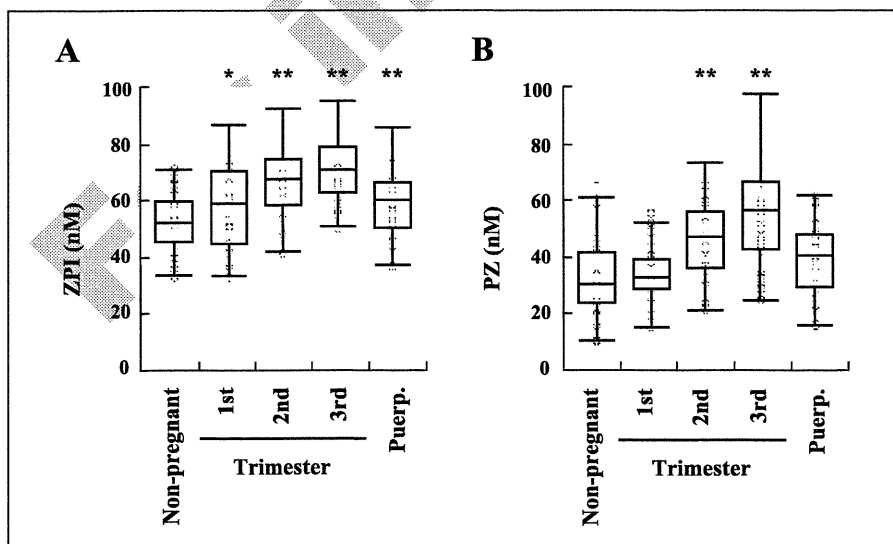 A
* ** ** **
100
80
60
40
20
0
ZPI (nM)
Non-pregnant
1st
2nd
3rd
Puerp.
Trimester
B
** **
100
80
60
40
20
0
PZ (nM)
Non-pregnant
1st
2nd
3rd
Puerp.
Trimester